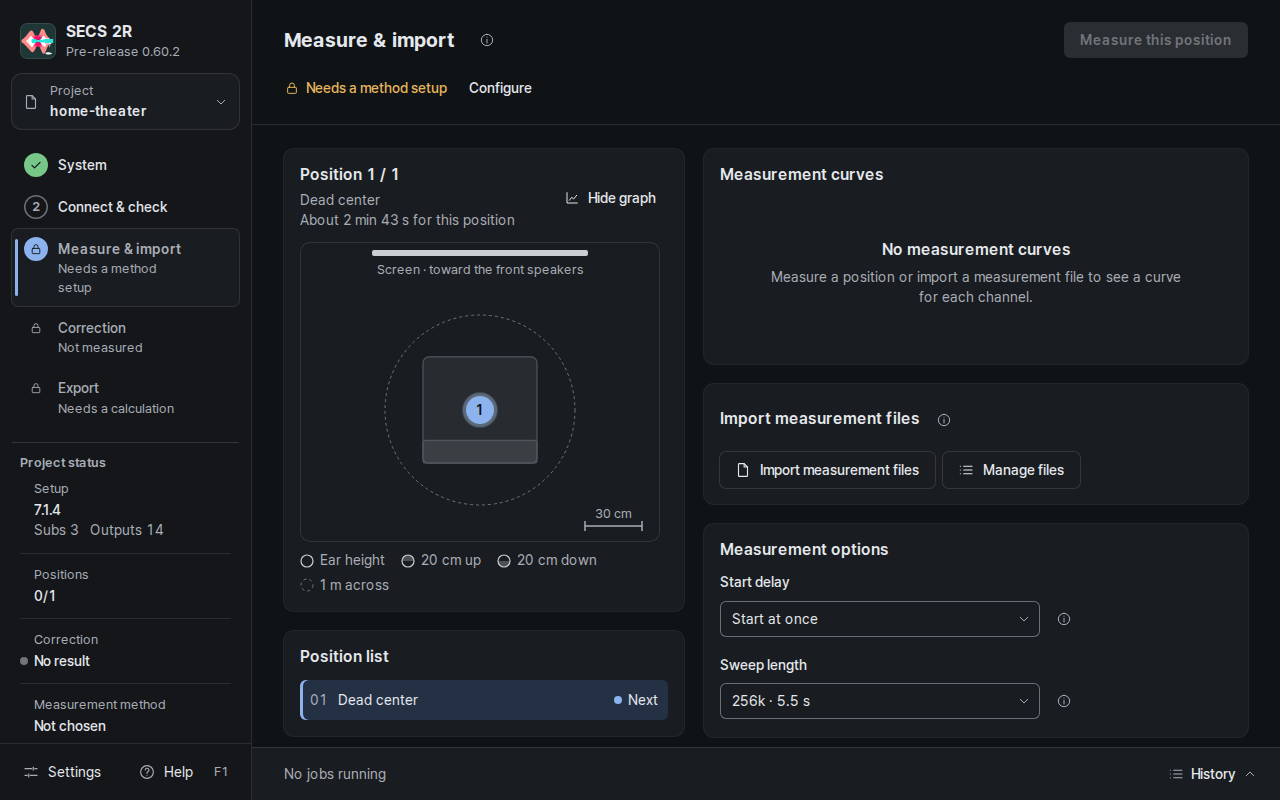 SECS 2R
Pre-release 0.60.2
Project
home-theater
System
2 Connect & check
Measure & import
Needs a method
setup
Correction
Not measured
Export
Needs a calculation
Project status
Setup
7.1.4
Subs 3 Outputs 14
Positions
0/1
Correction
No result
Measurement method
Not chosen
Settings
Help F1
Measure & import
Measure this position
Needs a method setup
Configure
Position 1 / 1
Dead center
About 2 min 43 s for this position
Hide graph
Screen · toward the front speakers
1
30 cm
Ear height
20 cm up
20 cm down
1 m across
Position list
01 Dead center
Next
Measurement curves
No measurement curves
Measure a position or import a measurement file to see a curve
for each channel.
Import measurement files
Import measurement files
Manage files
Measurement options
Start delay
Start at once
Sweep length
256k · 5.5 s
No jobs running
History